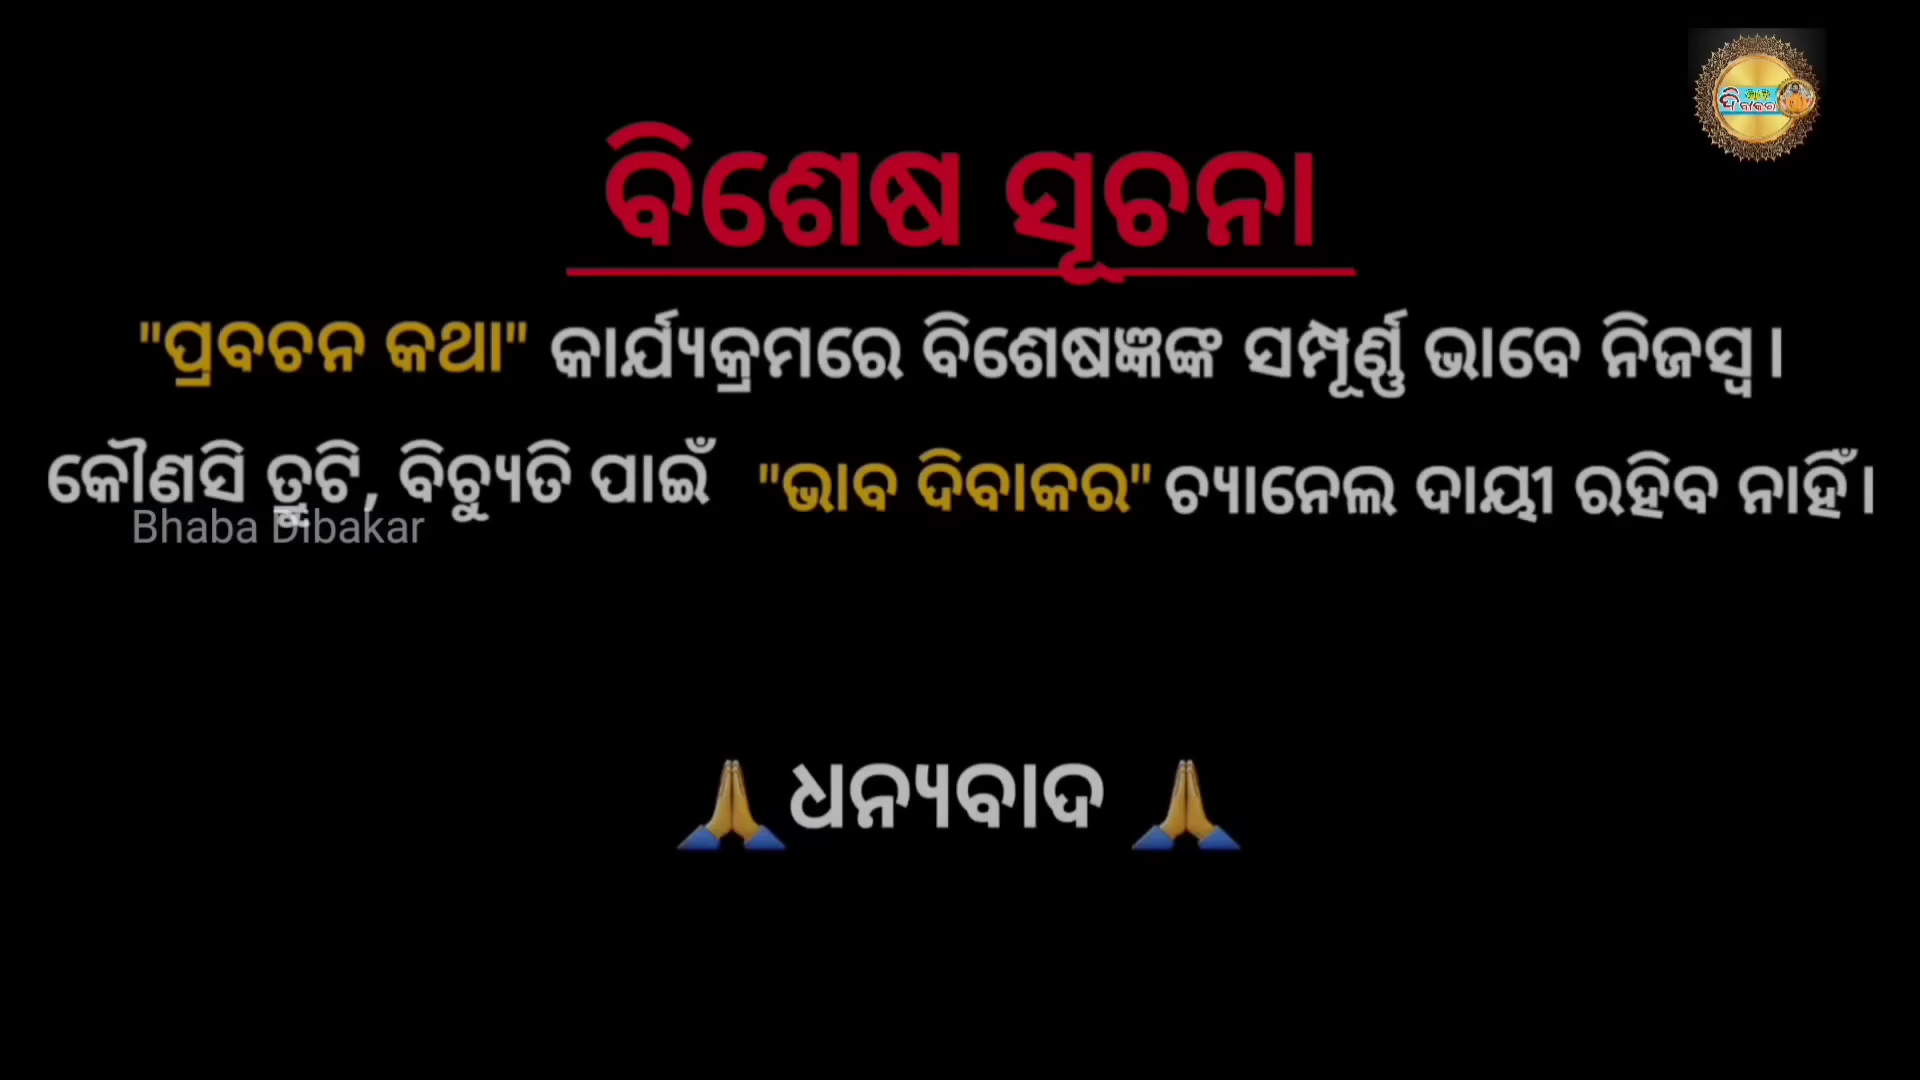 ବିଶେଷ ସୂଚନା
"ପ୍ରବଚନ କଥା" କାର୍ଯ୍ୟକ୍ରମରେ ବିଶେଷଜ୍ଞଙ୍କ ସମ୍ପୂର୍ଣ୍ଣ ଭାବେ ନିଜସ୍ୱ ।
କୌଣସି ତ୍ରୁଟି, ବିଚ୍ୟୁତି ପାଇଁ "ଭାବ ଦିବାକର" ଚ୍ୟାନେଲ ଦାୟୀ ରହିବ ନାହିଁ ।
Bhaba Dibakar
🙏ଧନ୍ୟବାଦ 🙏